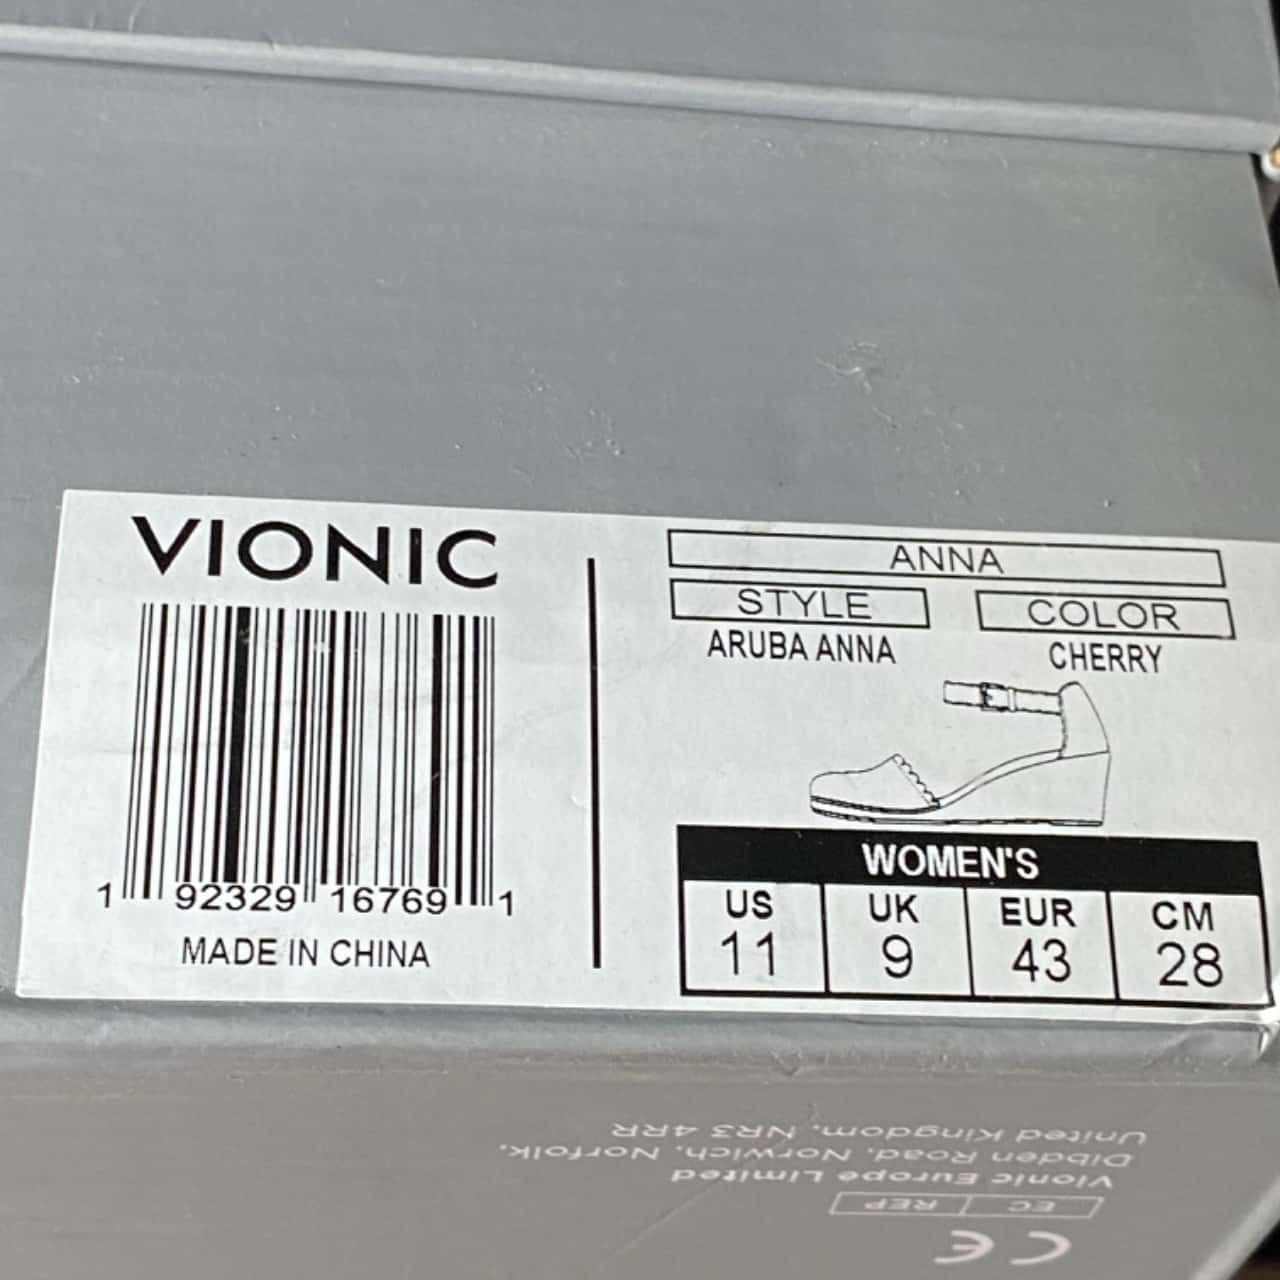 VIONIC
1 92329 16769 1
MADE IN CHINA
ANNA
STYLE COLOR
ARUBA ANNA CHERRY
WOMEN'S
US UK EUR CM
11 9 43 28
CE
EC REP
Vionic Europe Limited
Dibden Road, Norwich, Norfolk,
United Kingdom, NR3 4RR